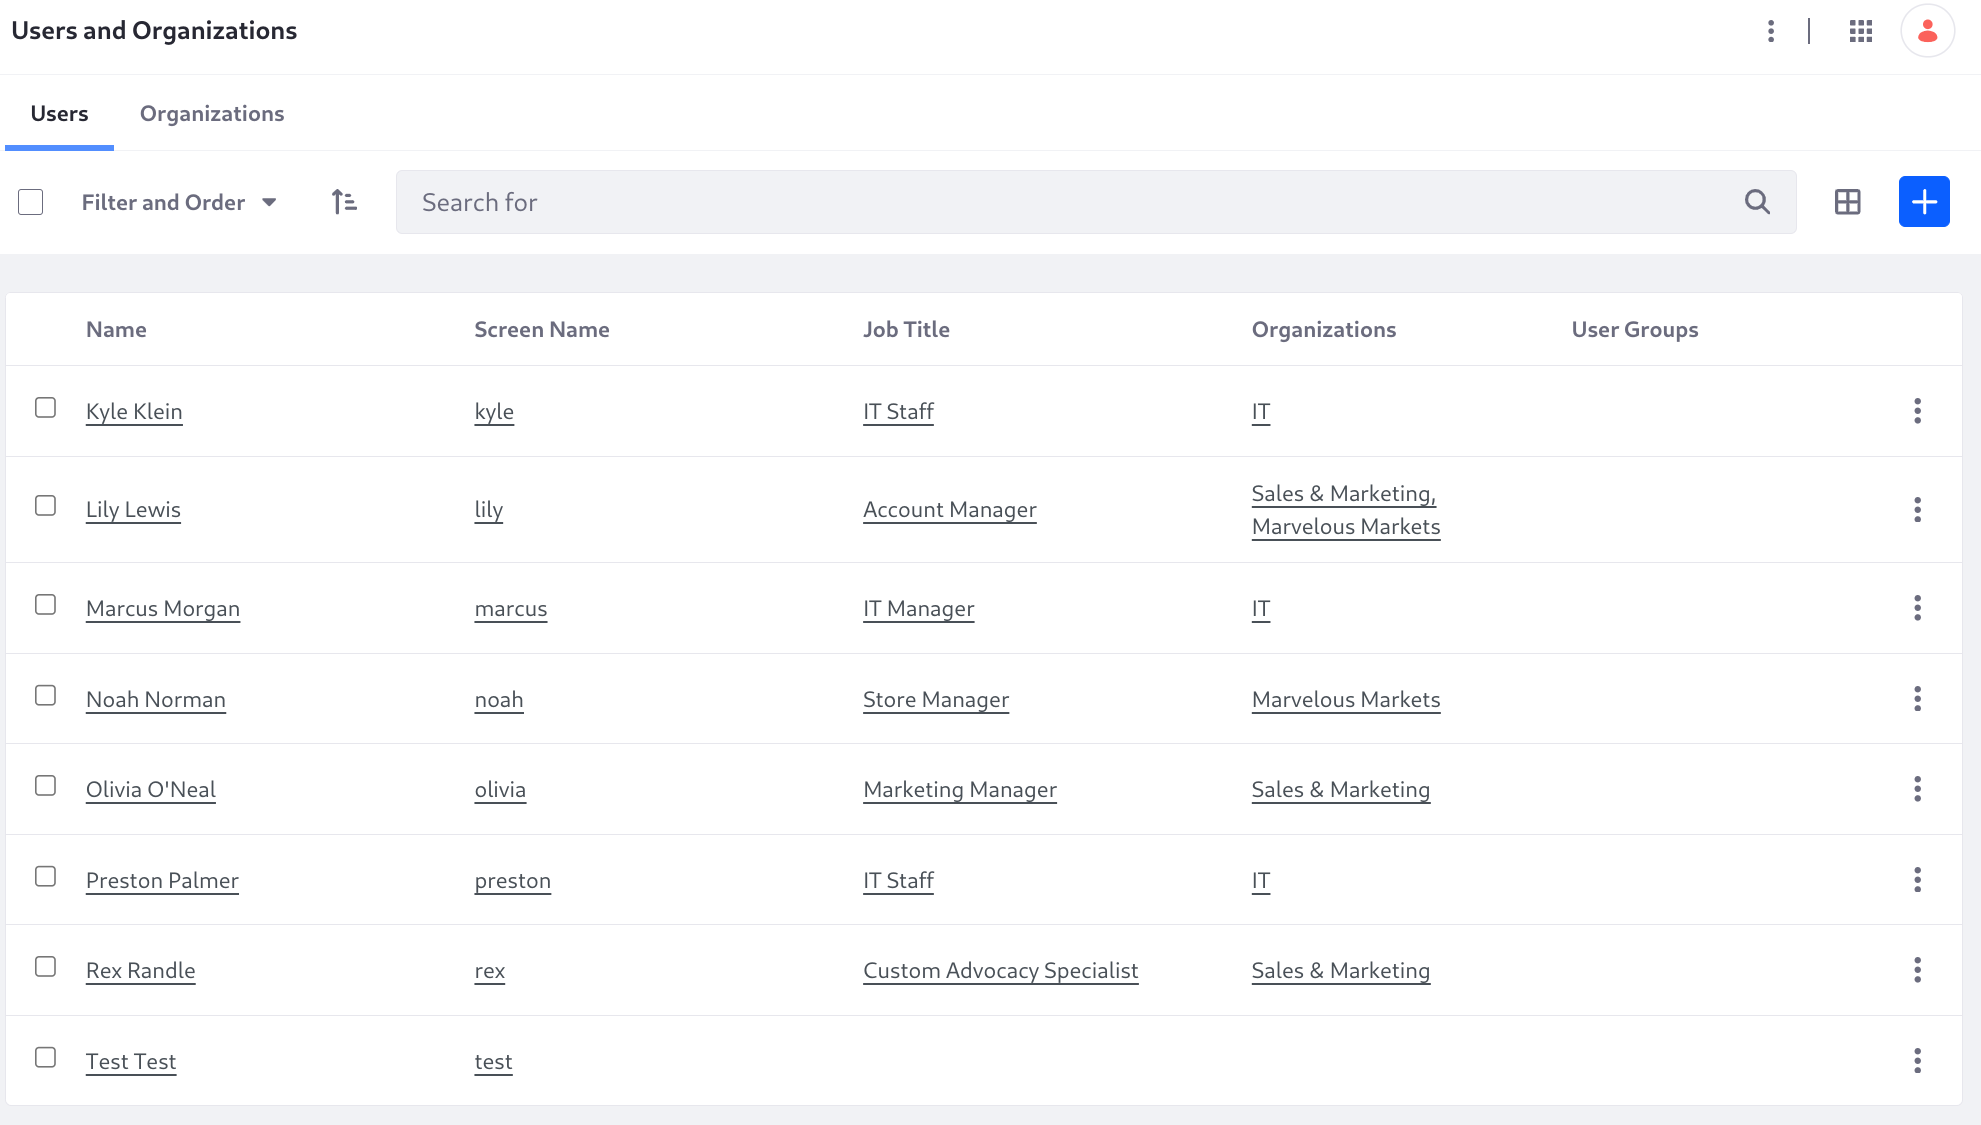 Users and Organizations
Users Organizations
Filter and Order Search for
Name Screen Name Job Title Organizations User Groups
Kyle Klein kyle IT Staff IT
Lily Lewis lily Account Manager Sales & Marketing,
Marvelous Markets
Marcus Morgan marcus IT Manager IT
Noah Norman noah Store Manager Marvelous Markets
Olivia O'Neal olivia Marketing Manager Sales & Marketing
Preston Palmer preston IT Staff IT
Rex Randle rex Custom Advocacy Specialist Sales & Marketing
Test Test test